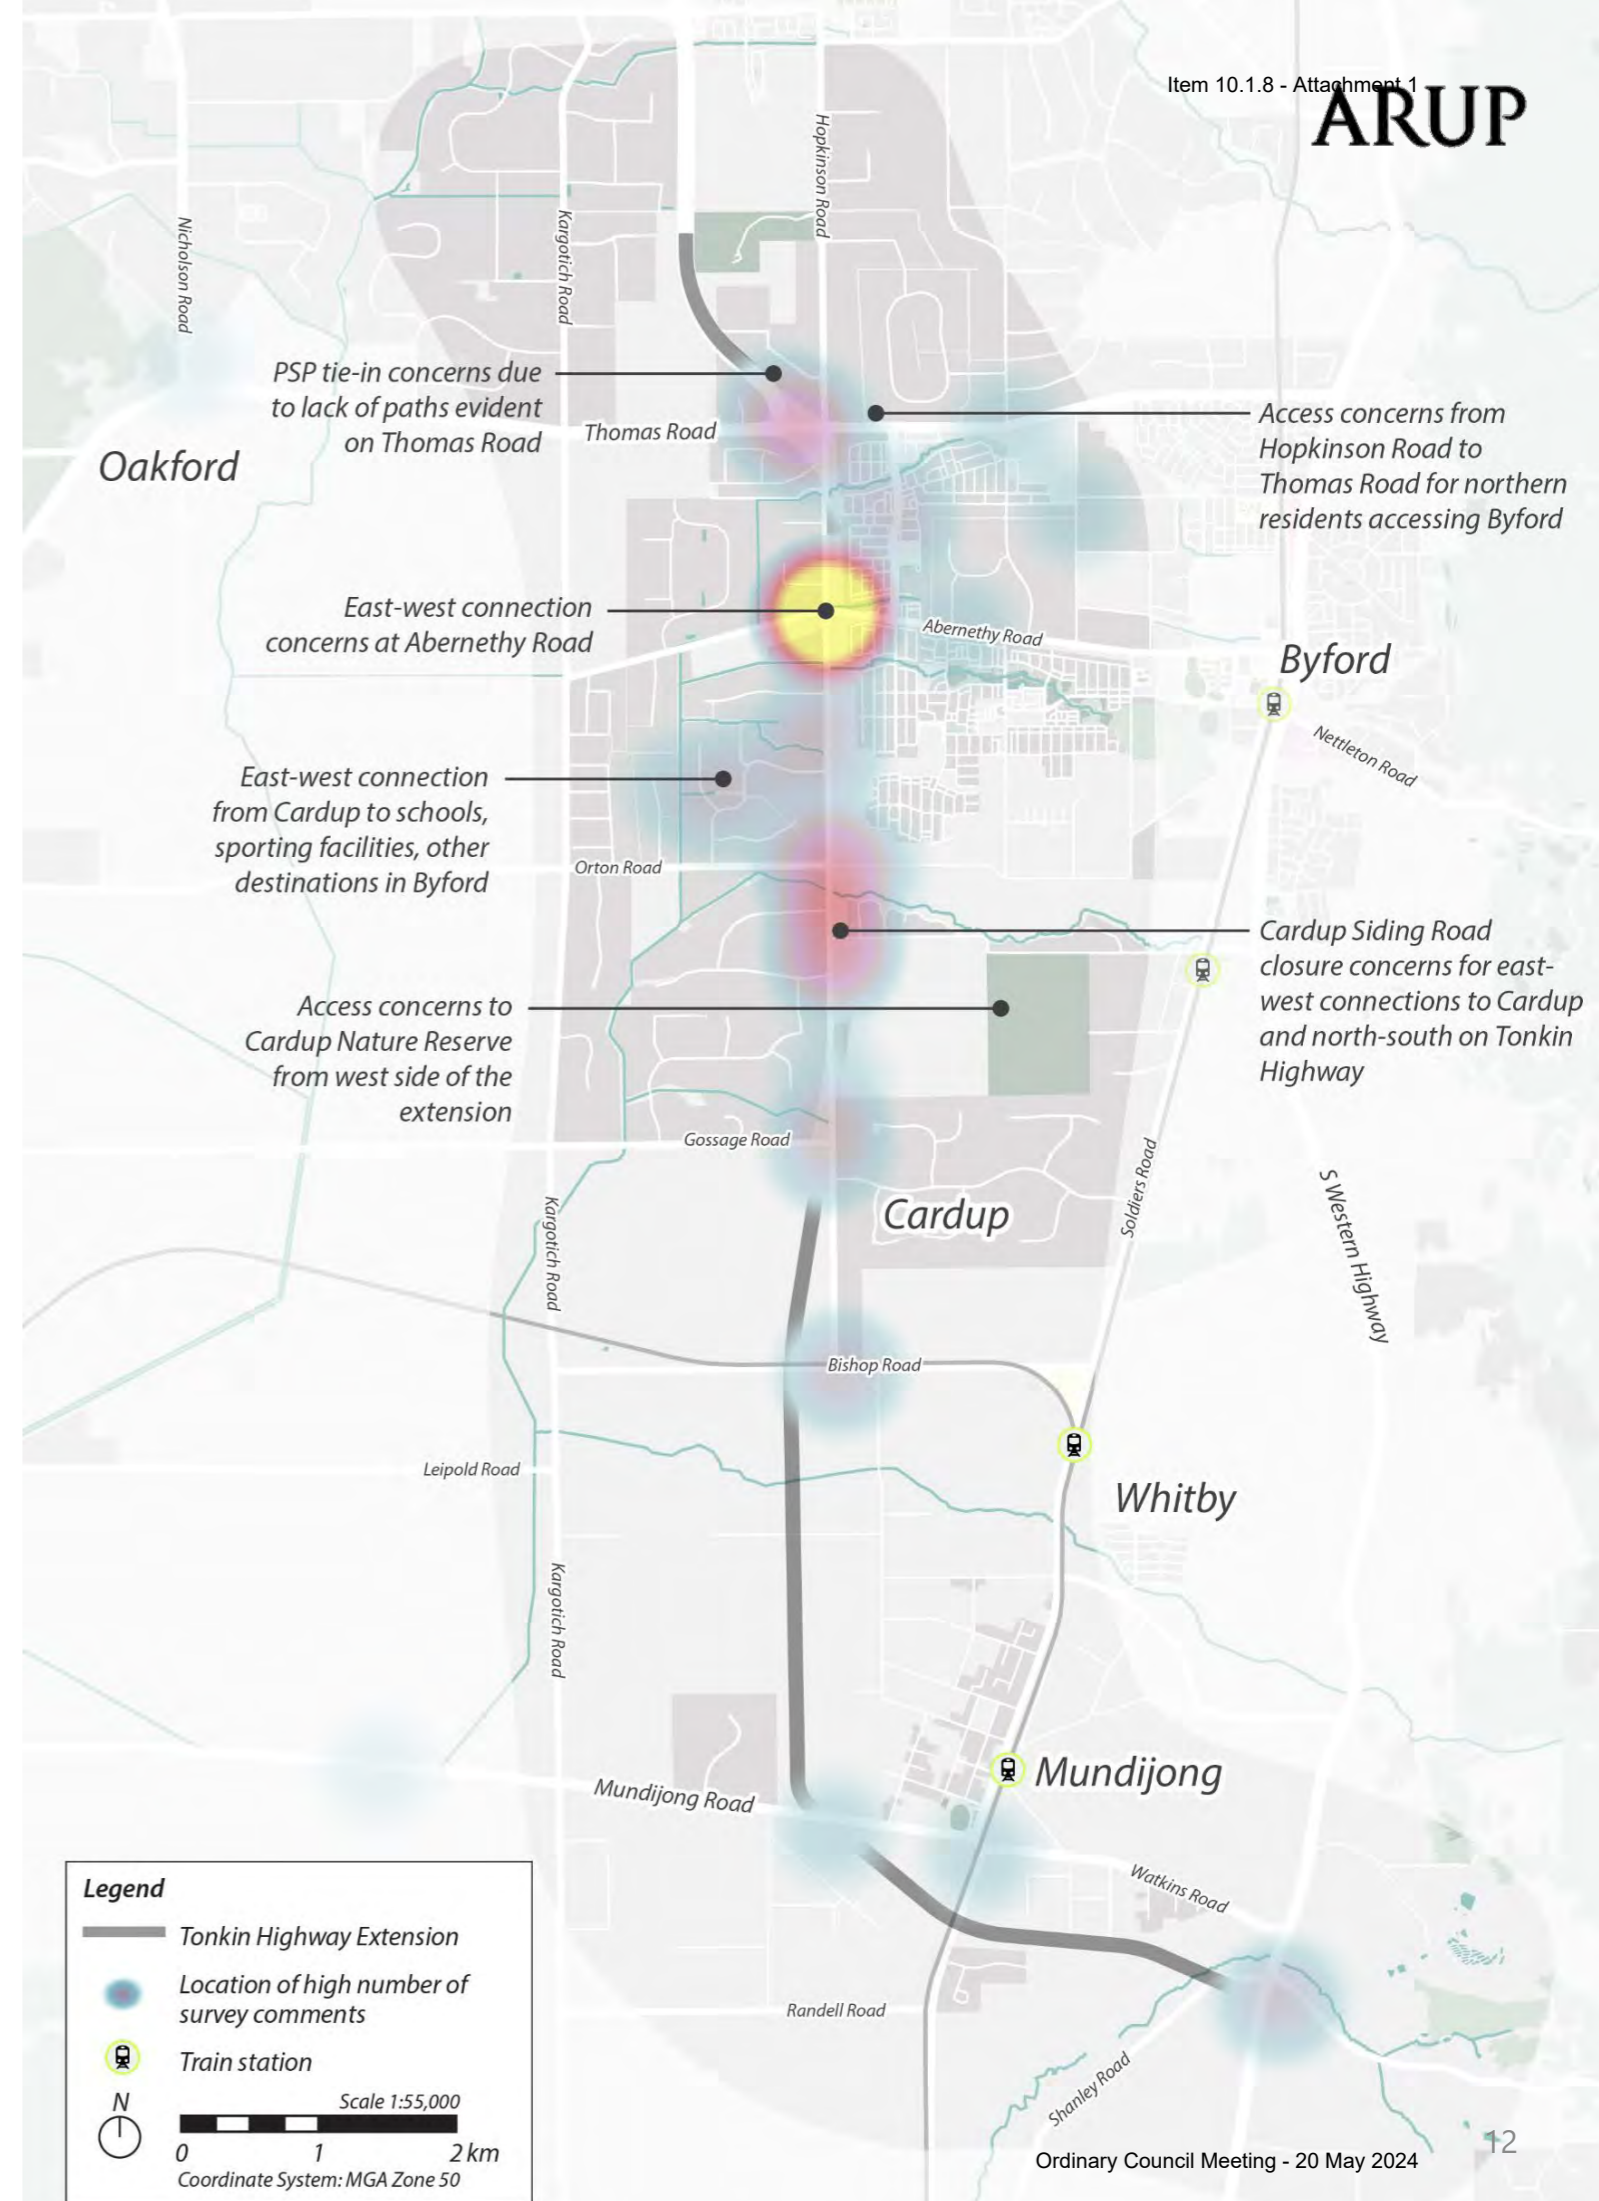 Item 10.1.8 - Attachment 1
ARUP
Hopkinson Road
Nicholson Road
Kargotich Road
PSP tie-in concerns due
to lack of paths evident
on Thomas Road
Thomas Road
Access concerns from
Hopkinson Road to
Thomas Road for northern
residents accessing Byford
Oakford
East-west connection
concerns at Abernethy Road
Abernethy Road
Byford
Nettleton Road
East-west connection
from Cardup to schools,
sporting facilities, other
destinations in Byford
Orton Road
Cardup Siding Road
closure concerns for east-
west connections to Cardup
and north-south on Tonkin
Highway
Access concerns to
Cardup Nature Reserve
from west side of the
extension
Gossage Road
Soldiers Road
S Western Highway
Cardup
Kargotich Road
Bishop Road
Leipold Road
Whitby
Kargotich Road
Mundijong
Mundijong Road
Watkins Road
Randell Road
Shanley Road
Legend
Tonkin Highway Extension
Location of high number of
survey comments
Train station
N
Scale 1:55,000
0 1 2 km
Coordinate System: MGA Zone 50
12
Ordinary Council Meeting - 20 May 2024